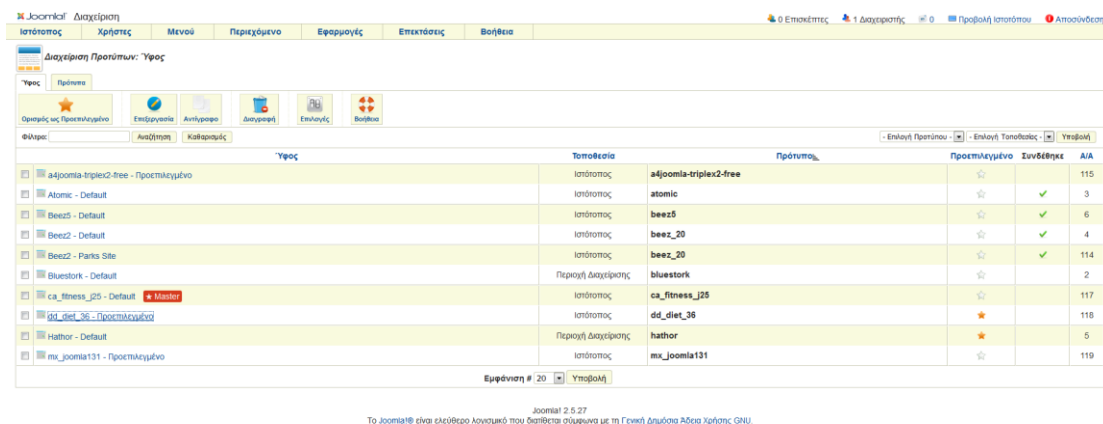 Joomla! Διαχείριση 0 Επισκέπτες 1 Διαχειριστής 0 Προβολή Ιστοτόπου Αποσύνδεση
Ιστότοπος Χρήστες Μενού Περιεχόμενο Εφαρμογές Επεκτάσεις Βοήθεια
Διαχείριση Προτύπων: Ύφος
Ύφος Πρότυπα
Ορισμός ως Προεπιλεγμένο Επεξεργασία Αντίγραφο Διαγραφή Επιλογές Βοήθεια
Φίλτρο: Αναζήτηση Καθαρισμός - Επιλογή Προτύπου - - Επιλογή Τοποθεσίας - Υποβολή
Ύφος Τοποθεσία Πρότυπο Προεπιλεγμένο Συνδέθηκε Α/Α
a4joomla-triplex2-free - Προεπιλεγμένο Ιστότοπος a4joomla-triplex2-free 115
Atomic - Default Ιστότοπος atomic 3
Beez5 - Default Ιστότοπος beez5 6
Beez2 - Default Ιστότοπος beez_20 4
Beez2 - Parks Site Ιστότοπος beez_20 114
Bluestork - Default Περιοχή Διαχείρισης bluestork 2
ca_fitness_j25 - Default Master Ιστότοπος ca_fitness_j25 117
dd_diet_36 - Προεπιλεγμένο Ιστότοπος dd_diet_36 118
Hathor - Default Περιοχή Διαχείρισης hathor 5
mx_joomla131 - Προεπιλεγμένο Ιστότοπος mx_joomla131 119
Εμφάνιση # 20 Υποβολή
Joomla! 2.5.27
Το Joomla!® είναι ελεύθερο λογισμικό που διατίθεται σύμφωνα με τη Γενική Δημόσια Άδεια Χρήσης GNU.